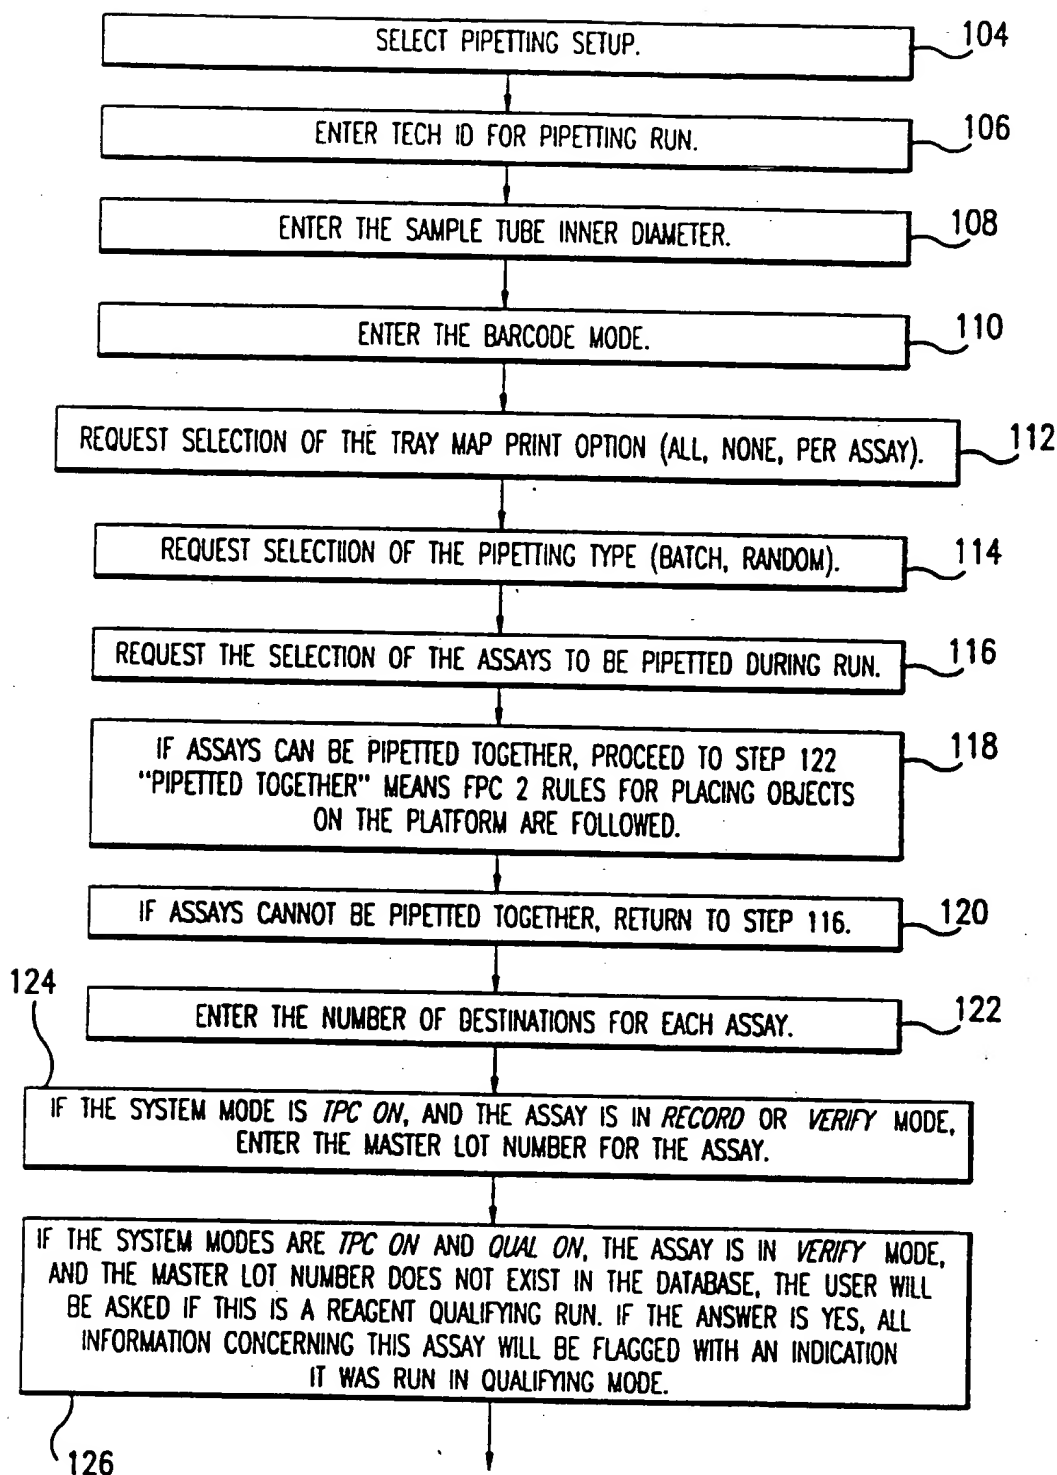 SELECT PIPETTING SETUP.
104
ENTER TECH ID FOR PIPETTING RUN.
106
ENTER THE SAMPLE TUBE INNER DIAMETER.
108
ENTER THE BARCODE MODE.
110
REQUEST SELECTION OF THE TRAY MAP PRINT OPTION (ALL, NONE, PER ASSAY).
112
REQUEST SELECTIION OF THE PIPETTING TYPE (BATCH, RANDOM).
114
REQUEST THE SELECTION OF THE ASSAYS TO BE PIPETTED DURING RUN.
116
IF ASSAYS CAN BE PIPETTED TOGETHER, PROCEED TO STEP 122
"PIPETTED TOGETHER" MEANS FPC 2 RULES FOR PLACING OBJECTS
ON THE PLATFORM ARE FOLLOWED.
118
IF ASSAYS CANNOT BE PIPETTED TOGETHER, RETURN TO STEP 116.
120
ENTER THE NUMBER OF DESTINATIONS FOR EACH ASSAY.
122
124
IF THE SYSTEM MODE IS TPC ON, AND THE ASSAY IS IN RECORD OR VERIFY MODE,
ENTER THE MASTER LOT NUMBER FOR THE ASSAY.
IF THE SYSTEM MODES ARE TPC ON AND QUAL ON, THE ASSAY IS IN VERIFY MODE,
AND THE MASTER LOT NUMBER DOES NOT EXIST IN THE DATABASE, THE USER WILL
BE ASKED IF THIS IS A REAGENT QUALIFYING RUN. IF THE ANSWER IS YES, ALL
INFORMATION CONCERNING THIS ASSAY WILL BE FLAGGED WITH AN INDICATION
IT WAS RUN IN QUALIFYING MODE.
126